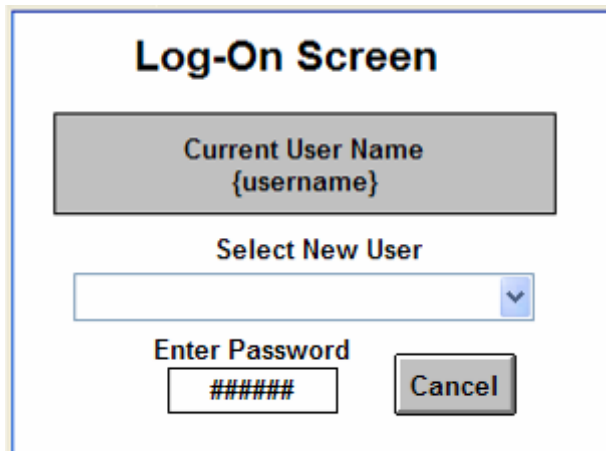 Log-On Screen
Current User Name
{username}
Select New User
Enter Password
######
Cancel